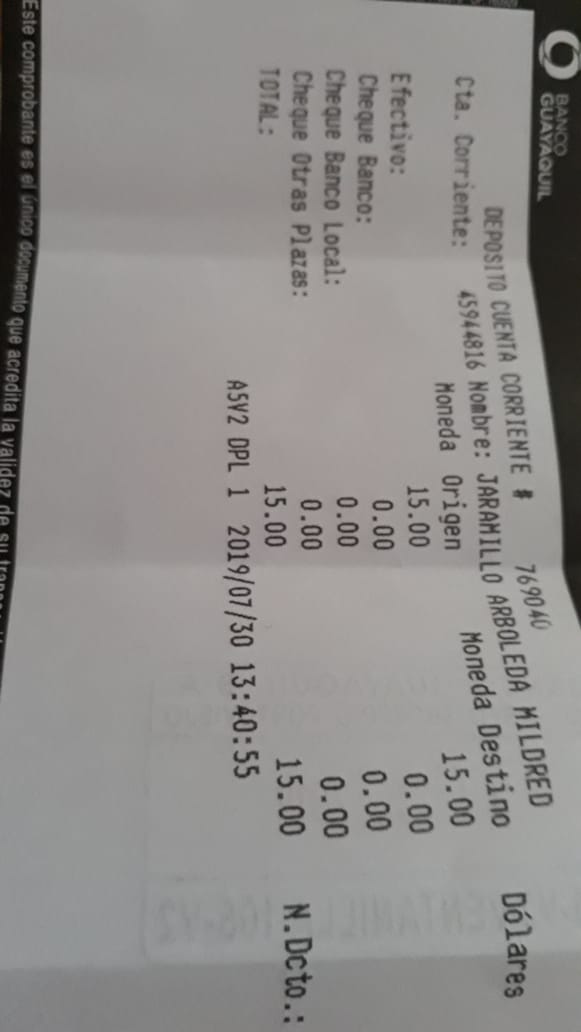 BANCO
GUAYAQUIL
DEPOSITO CUENTA CORRIENTE # 769040
Cta. Corriente: 45944816 Nombre: JARAMILLO ARBOLEDA MILDRED
Moneda Origen Moneda Destino Dólares
Efectivo: 15.00 15.00
Cheque Banco: 0.00 0.00
Cheque Banco Local: 0.00 0.00
Cheque Otras Plazas: 0.00 0.00
TOTAL: 15.00 15.00 N.Dcto.:
A5V2 DPL 1 2019/07/30 13:40:55
Este comprobante es el único documento que acredita la validez de su